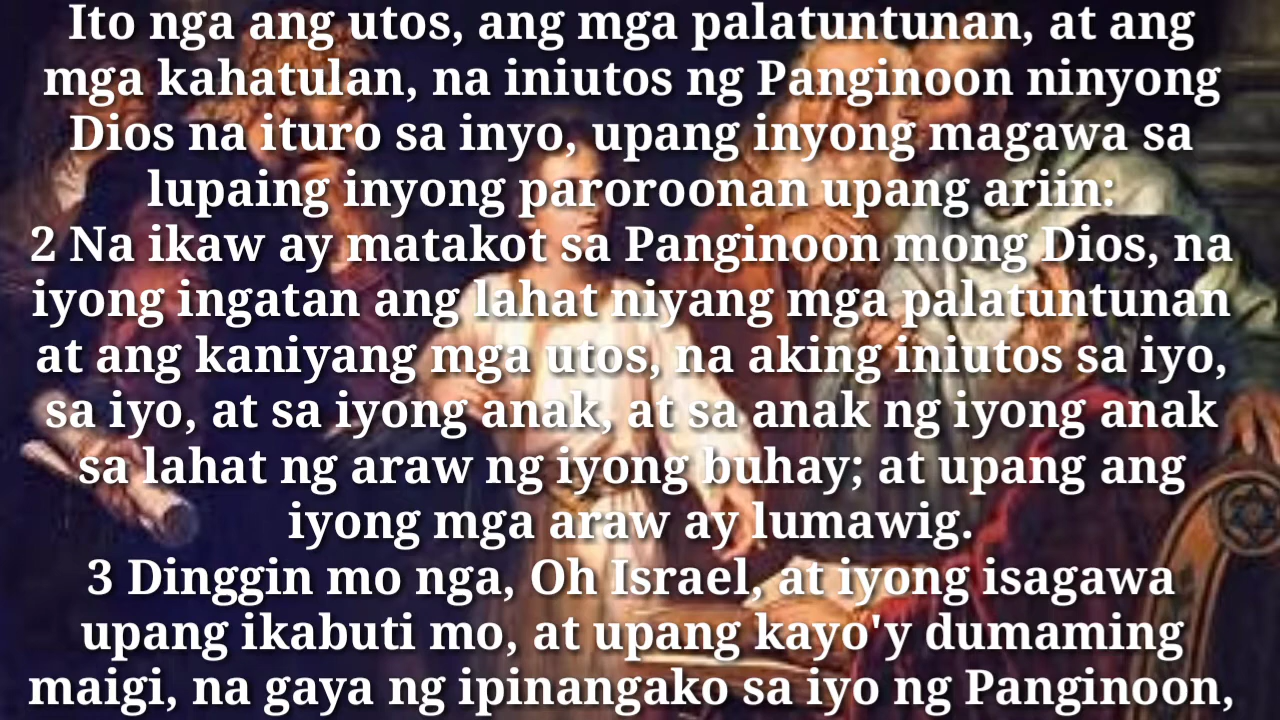 Ito nga ang utos, ang mga palatuntunan, at ang
mga kahatulan, na iniutos ng Panginoon ninyong
Dios na ituro sa inyo, upang inyong magawa sa
lupaing inyong paroroonan upang ariin:
2 Na ikaw ay matakot sa Panginoon mong Dios, na
iyong ingatan ang lahat niyang mga palatuntunan
at ang kaniyang mga utos, na aking iniutos sa iyo,
sa iyo, at sa iyong anak, at sa anak ng iyong anak
sa lahat ng araw ng iyong buhay; at upang ang
iyong mga araw ay lumawig.
3 Dinggin mo nga, Oh Israel, at iyong isagawa
upang ikabuti mo, at upang kayo'y dumaming
maigi, na gaya ng ipinangako sa iyo ng Panginoon,